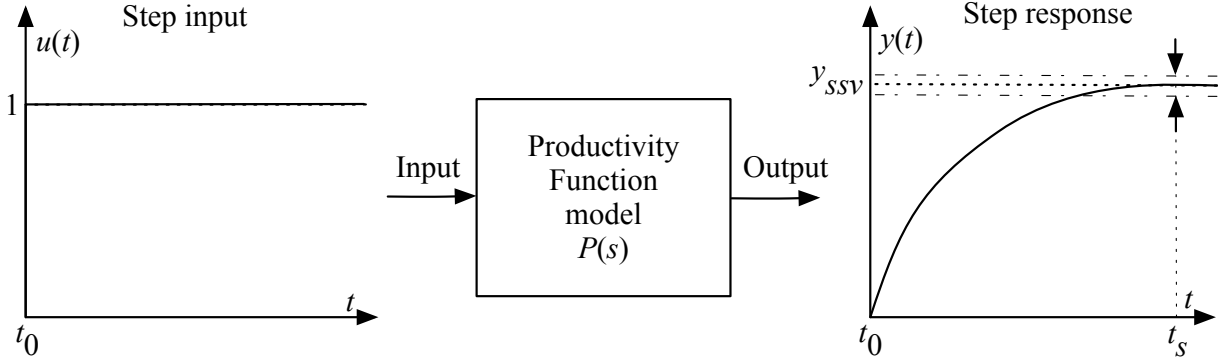 Step input
u(t)
1
t
t0
Input
Productivity
Function
model
P(s)
Output
Step response
y(t)
yssv
t
t0
ts